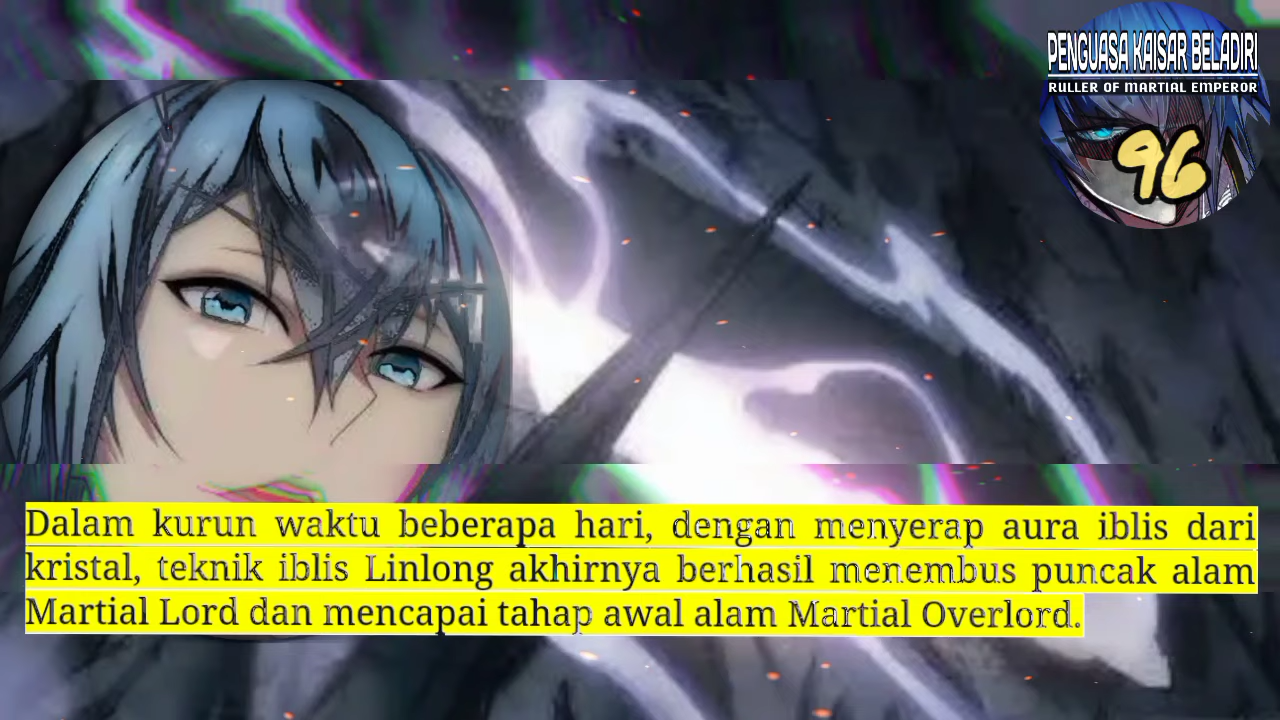 PENGUASA KAISAR BELADIRI
RULLER OF MARTIAL EMPEROR
96
Dalam kurun waktu beberapa hari, dengan menyerap aura iblis dari
kristal, teknik iblis Linlong akhirnya berhasil menembus puncak alam
Martial Lord dan mencapai tahap awal alam Martial Overlord.